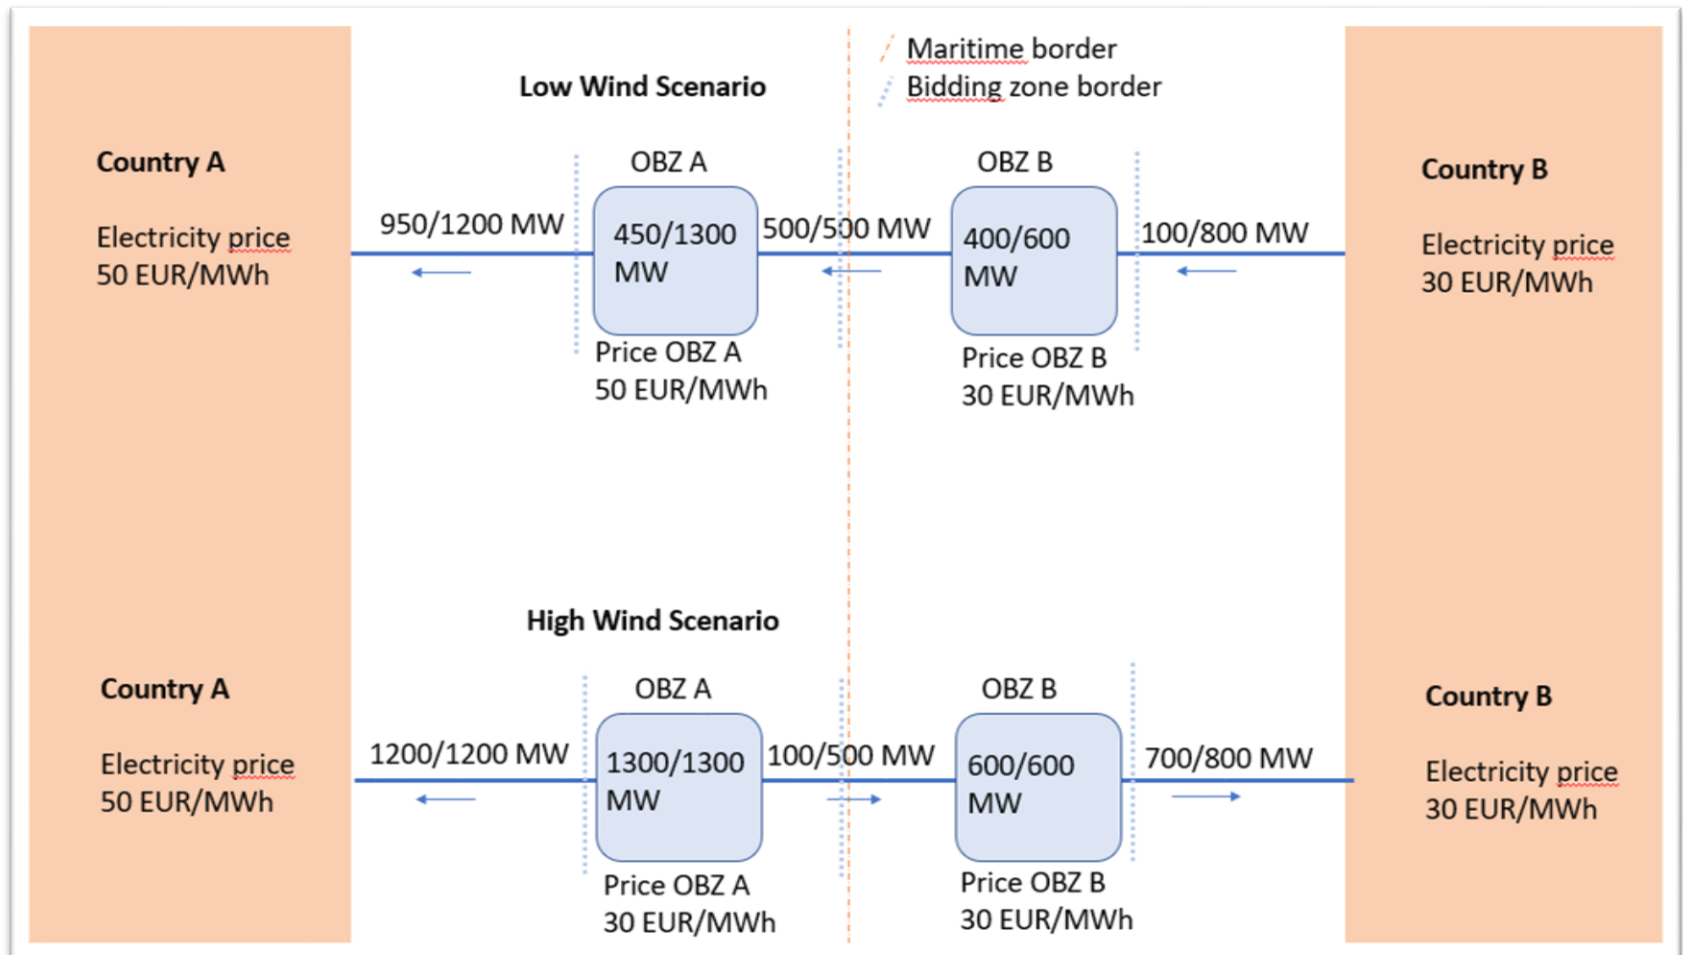 Maritime border
Bidding zone border
Low Wind Scenario
Country A
Electricity price
50 EUR/MWh
950/1200 MW
OBZ A
450/1300
MW
Price OBZ A
50 EUR/MWh
500/500 MW
OBZ B
400/600
MW
Price OBZ B
30 EUR/MWh
100/800 MW
Country B
Electricity price
30 EUR/MWh
High Wind Scenario
Country A
Electricity price
50 EUR/MWh
1200/1200 MW
OBZ A
1300/1300
MW
Price OBZ A
30 EUR/MWh
100/500 MW
OBZ B
600/600
MW
Price OBZ B
30 EUR/MWh
700/800 MW
Country B
Electricity price
30 EUR/MWh